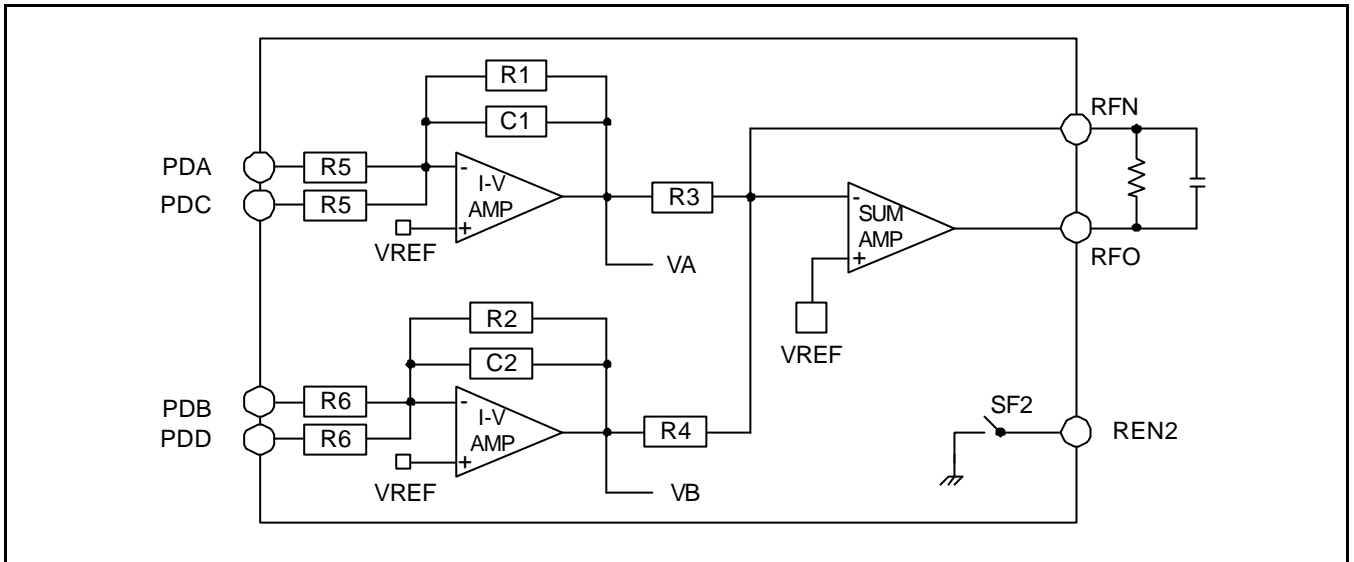 R1
C1
RFN
PDA
R5
-
I-V
AMP
+
PDC
R5
VREF
R3
-
SUM
AMP
+
VA
RFO
R2
VREF
C2
PDB
R6
-
I-V
AMP
+
PDD
R6
R4
SF2
REN2
VREF
VB